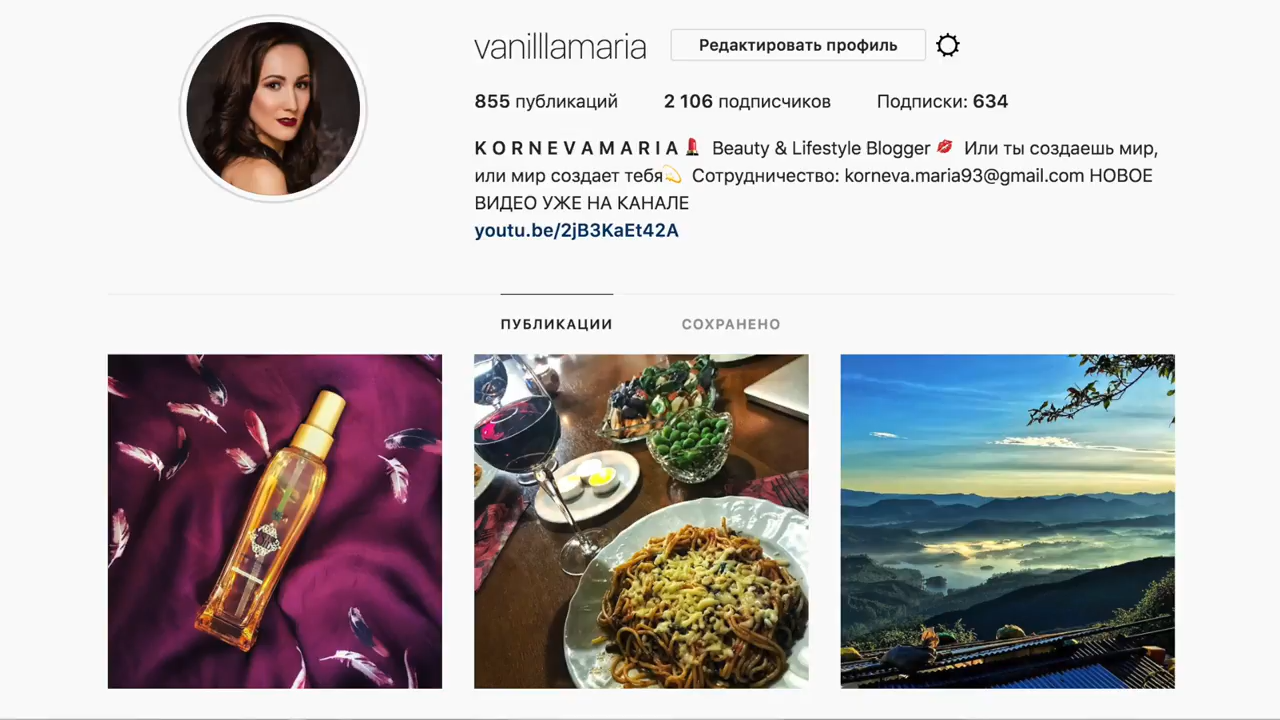 vanilllamaria Редактировать профиль
855 публикаций 2 106 подписчиков Подписки: 634
K O R N E V A M A R I A💄 Beauty & Lifestyle Blogger 💋 Или ты создаешь мир,
или мир создает тебя💫 Сотрудничество: korneva.maria93@gmail.com НОВОЕ
ВИДЕО УЖЕ НА КАНАЛЕ
youtu.be/2jB3KaEt42A
ПУБЛИКАЦИИ СОХРАНЕНО